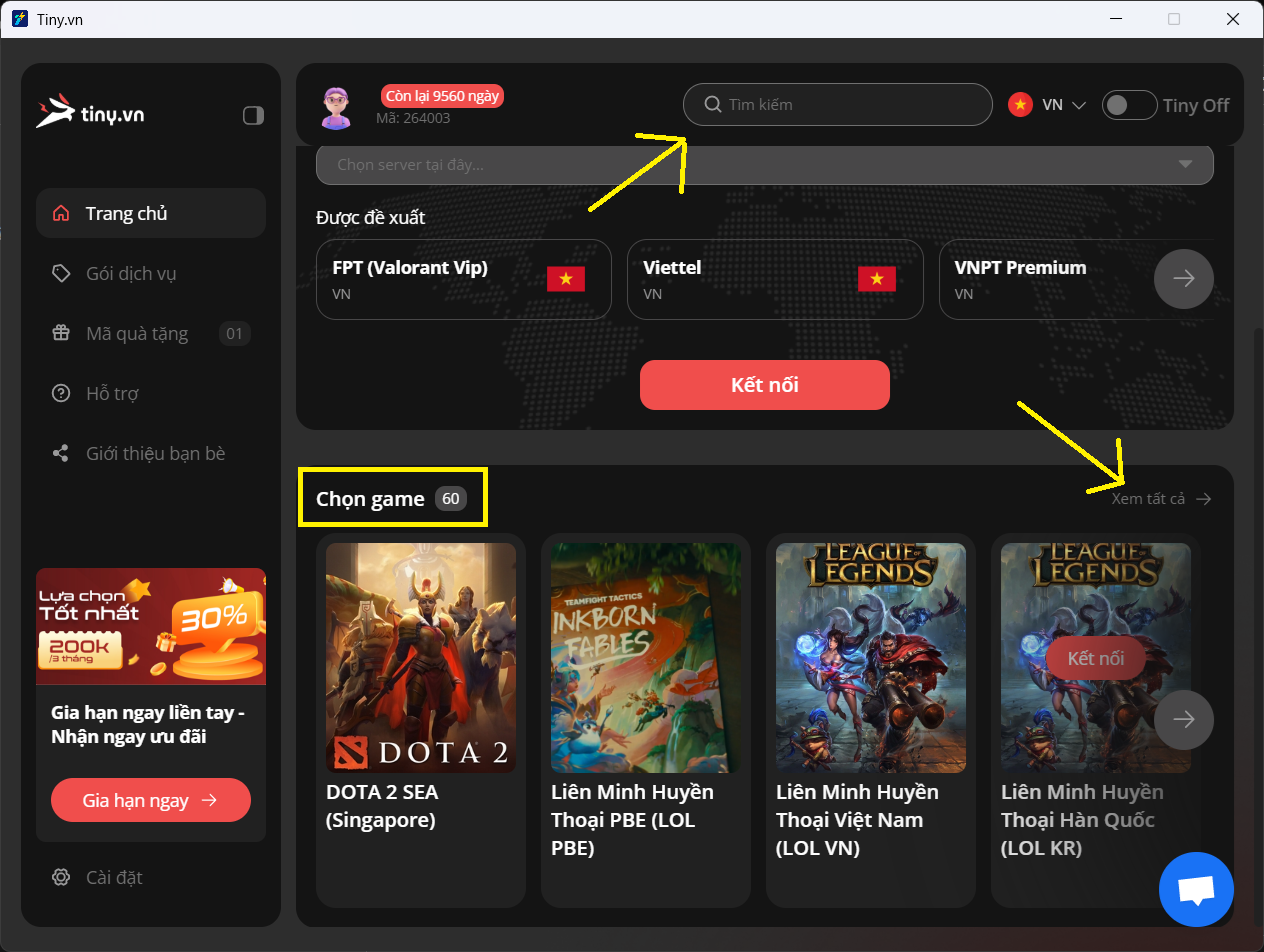 Tiny.vn
tiny.vn
Trang chủ
Gói dịch vụ
Mã quà tặng 01
Hỗ trợ
Giới thiệu bạn bè
Lựa chọn
Tốt nhất
30%
200k
/3 tháng
Gia hạn ngay liền tay -
Nhận ngay ưu đãi
Gia hạn ngay
Cài đặt
Còn lại 9560 ngày
Mã: 264003
Tìm kiếm
VN
Tiny Off
Chọn server tại đây...
Được đề xuất
FPT (Valorant Vip)
VN
Viettel
VN
VNPT Premium
VN
Kết nối
Chọn game 60
Xem tất cả
DOTA 2
DOTA 2 SEA
(Singapore)
TEAMFIGHT TACTICS
INKBORN
FABLES
Liên Minh Huyền
Thoại PBE (LOL
PBE)
LEAGUE OF
LEGENDS
Liên Minh Huyền
Thoại Việt Nam
(LOL VN)
LEAGUE OF
LEGENDS
Kết nối
Liên Minh Huyền
Thoại Hàn Quốc
(LOL KR)